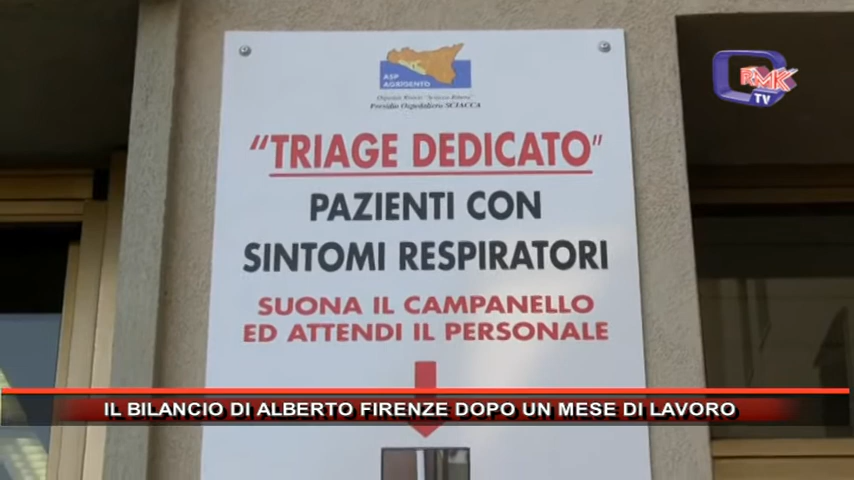 RMK
TV
ASP
AGRIGENTO
Presidio Ospedaliero SCIACCA
"TRIAGE DEDICATO"
PAZIENTI CON
SINTOMI RESPIRATORI
SUONA IL CAMPANELLO
ED ATTENDI IL PERSONALE
IL BILANCIO DI ALBERTO FIRENZE DOPO UN MESE DI LAVORO